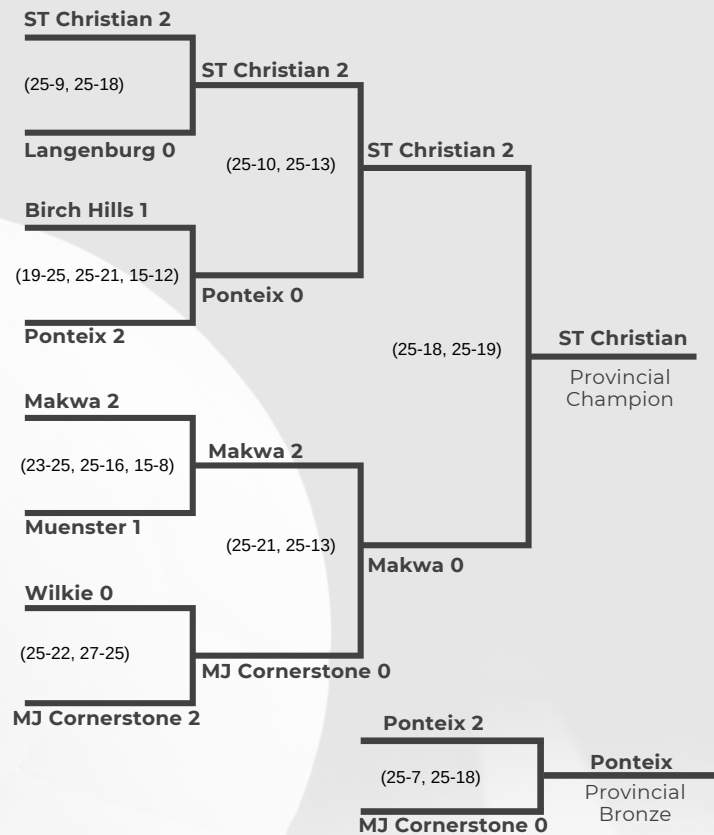 ST Christian 2
(25-9, 25-18)
Langenburg 0
Birch Hills 1
(19-25, 25-21, 15-12)
Ponteix 2
Makwa 2
(23-25, 25-16, 15-8)
Muenster 1
Wilkie 0
(25-22, 27-25)
MJ Cornerstone 2
ST Christian 2
(25-10, 25-13)
Ponteix 0
Makwa 2
(25-21, 25-13)
MJ Cornerstone 0
ST Christian 2
(25-18, 25-19)
Makwa 0
ST Christian
Provincial
Champion
Ponteix 2
(25-7, 25-18)
MJ Cornerstone 0
Ponteix
Provincial
Bronze